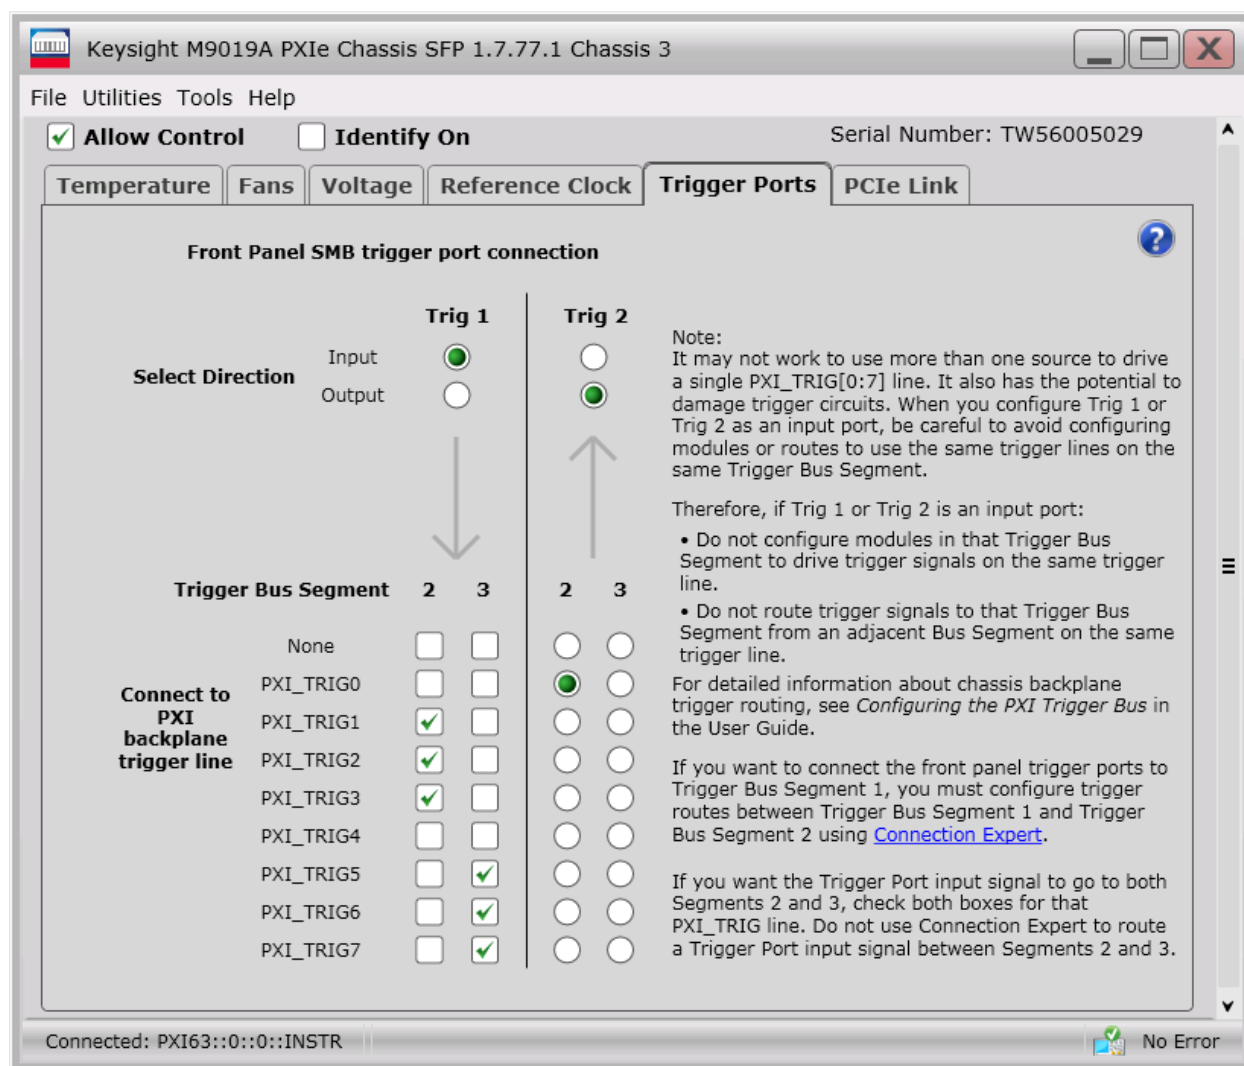 Keysight M9019A PXIe Chassis SFP 1.7.77.1 Chassis 3
File Utilities Tools Help
Allow Control Identify On Serial Number: TW56005029
Temperature Fans Voltage Reference Clock Trigger Ports PCIe Link
Front Panel SMB trigger port connection
Trig 1 Trig 2
Select Direction
Input
Output
Trigger Bus Segment 2 3 2 3
Connect to
PXI
backplane
trigger line
None
PXI_TRIG0
PXI_TRIG1
PXI_TRIG2
PXI_TRIG3
PXI_TRIG4
PXI_TRIG5
PXI_TRIG6
PXI_TRIG7
?
Note:
It may not work to use more than one source to drive
a single PXI_TRIG[0:7] line. It also has the potential to
damage trigger circuits. When you configure Trig 1 or
Trig 2 as an input port, be careful to avoid configuring
modules or routes to use the same trigger lines on the
same Trigger Bus Segment.
Therefore, if Trig 1 or Trig 2 is an input port:
• Do not configure modules in that Trigger Bus
Segment to drive trigger signals on the same trigger
line.
• Do not route trigger signals to that Trigger Bus
Segment from an adjacent Bus Segment on the same
trigger line.
For detailed information about chassis backplane
trigger routing, see Configuring the PXI Trigger Bus in
the User Guide.
If you want to connect the front panel trigger ports to
Trigger Bus Segment 1, you must configure trigger
routes between Trigger Bus Segment 1 and Trigger
Bus Segment 2 using Connection Expert.
If you want the Trigger Port input signal to go to both
Segments 2 and 3, check both boxes for that
PXI_TRIG line. Do not use Connection Expert to route
a Trigger Port input signal between Segments 2 and 3.
Connected: PXI63::0::0::INSTR No Error